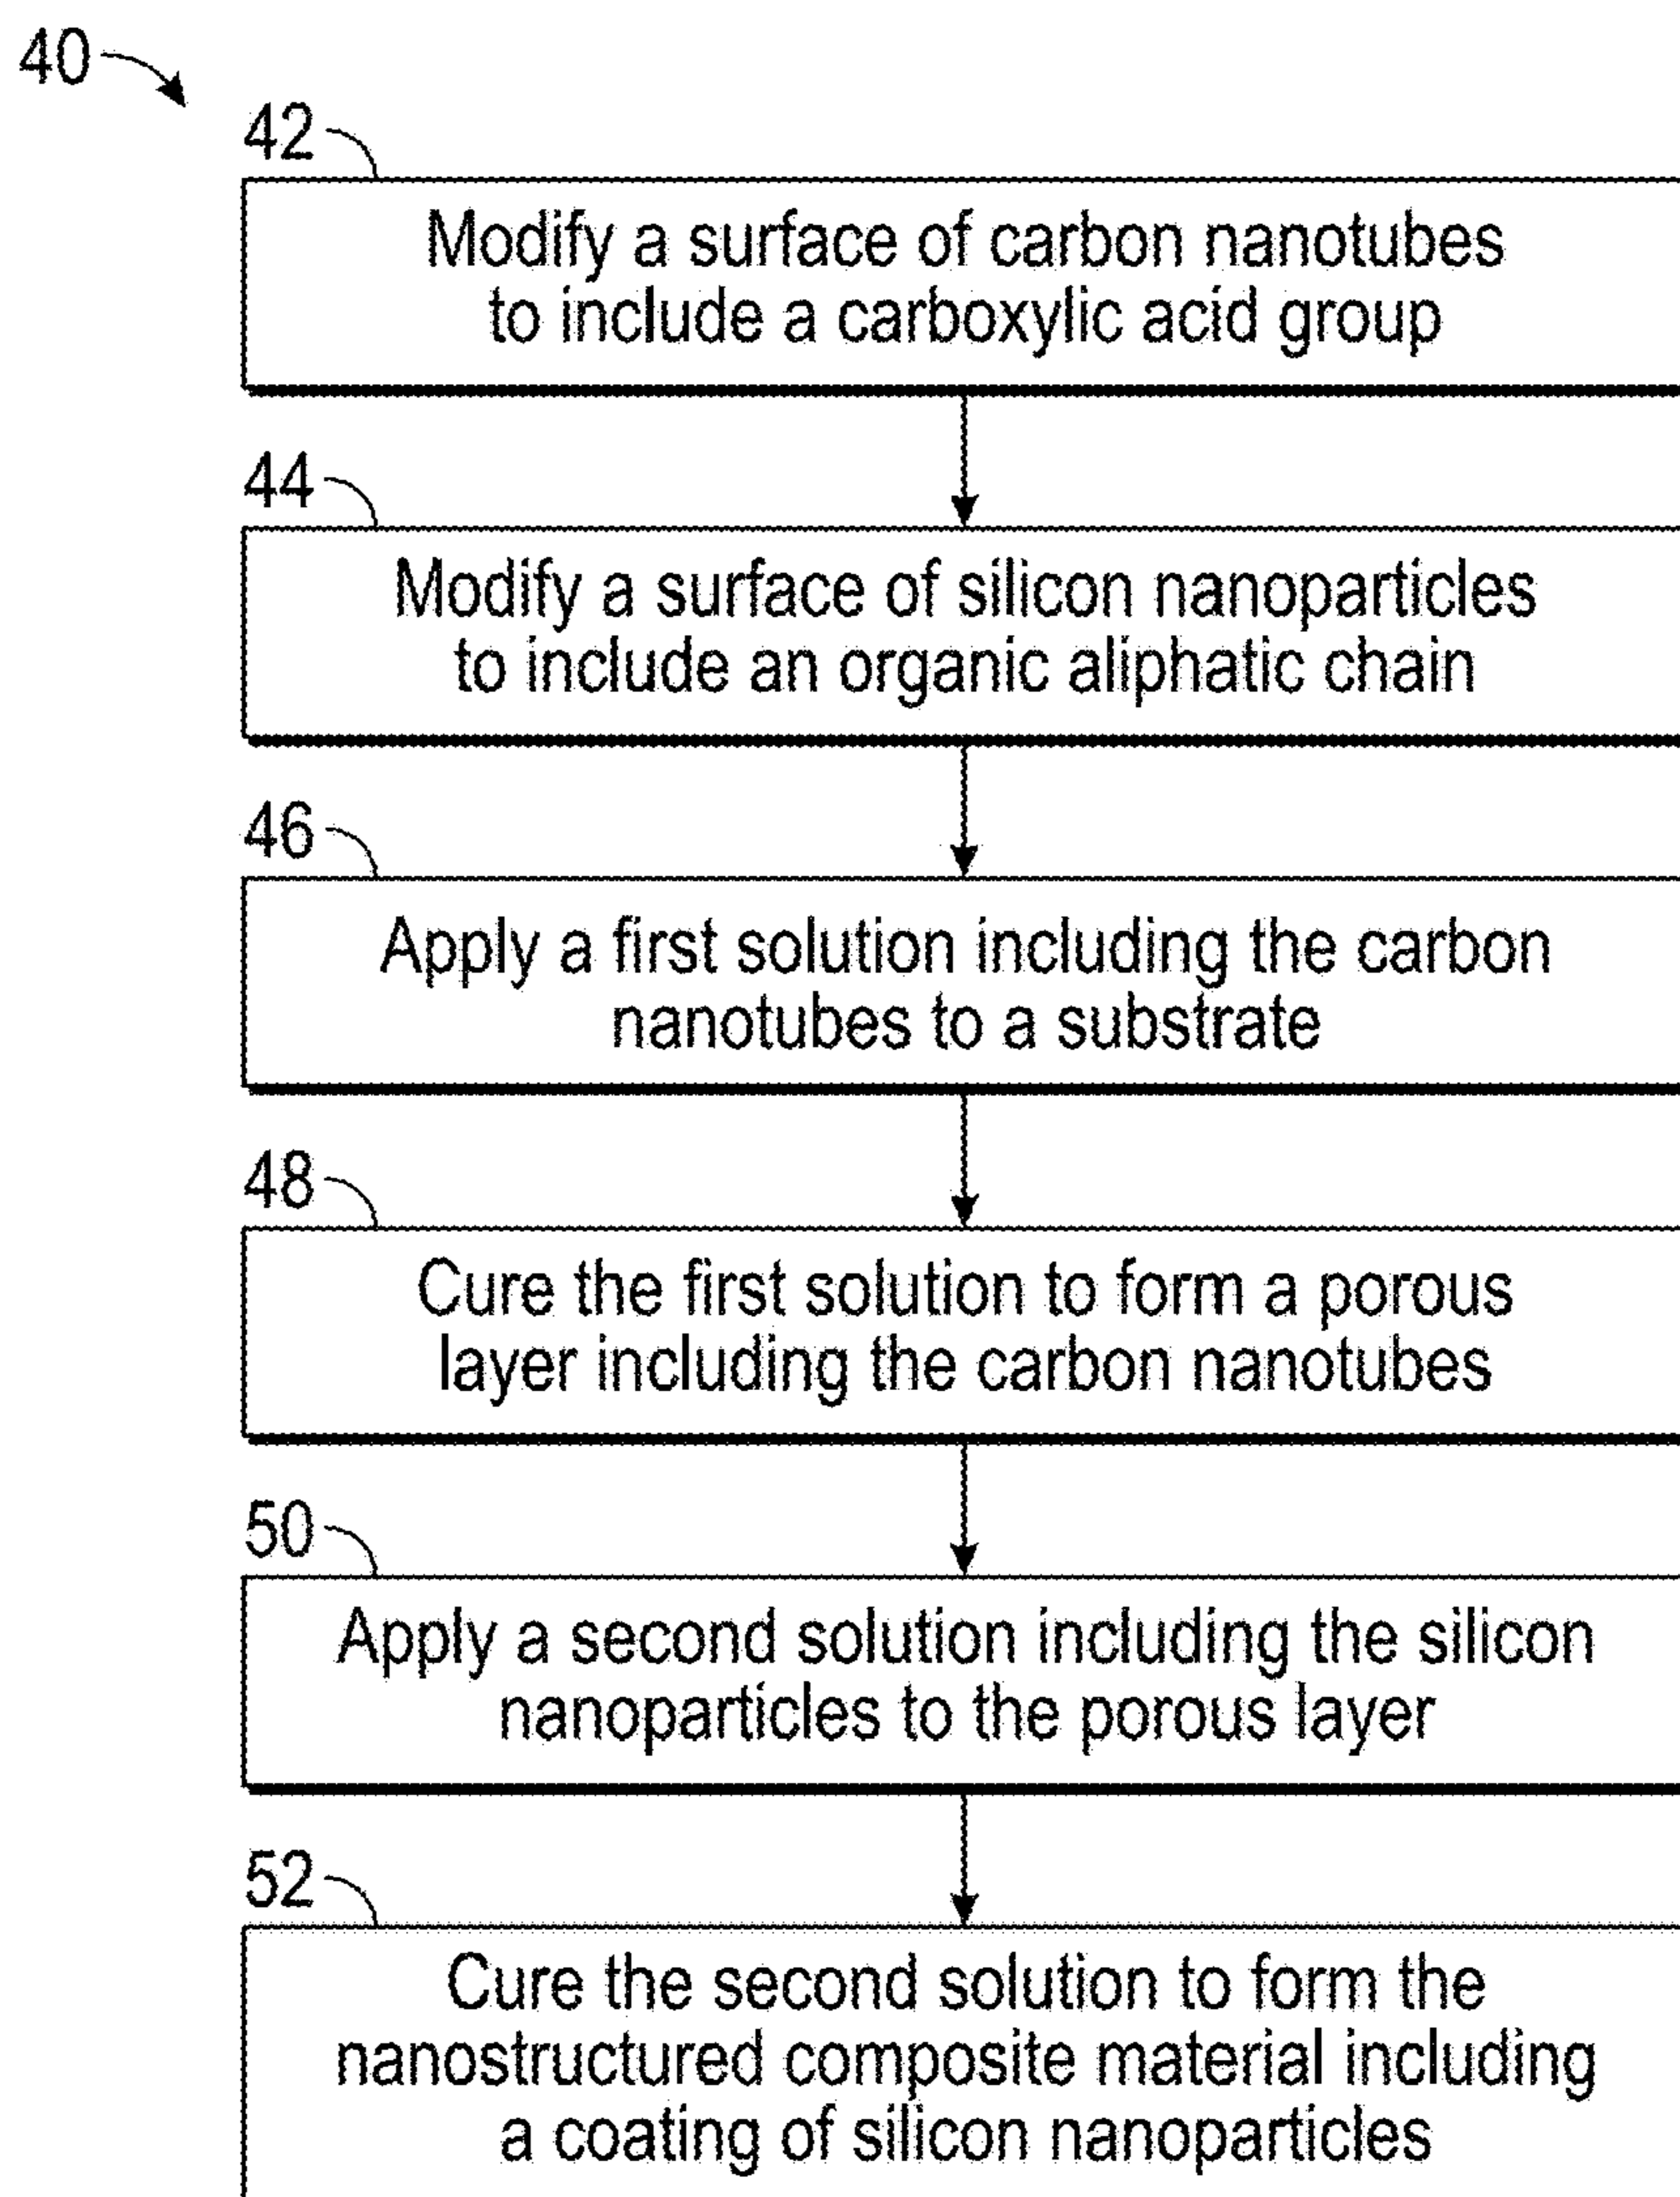 40
42
Modify a surface of carbon nanotubes
to include a carboxylic acid group
44
Modify a surface of silicon nanoparticles
to include an organic aliphatic chain
46
Apply a first solution including the carbon
nanotubes to a substrate
48
Cure the first solution to form a porous
layer including the carbon nanotubes
50
Apply a second solution including the silicon
nanoparticles to the porous layer
52
Cure the second solution to form the
nanostructured composite material including
a coating of silicon nanoparticles